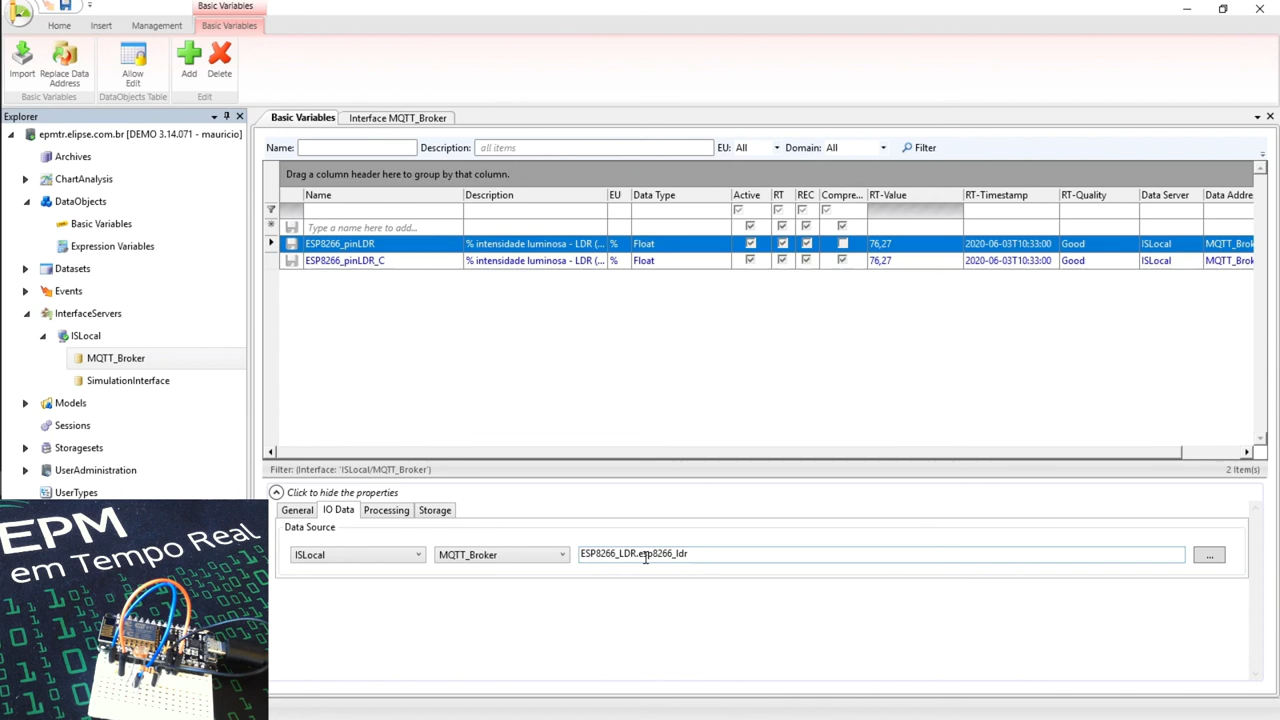 Basic Variables
Home Insert Management Basic Variables
Import Replace Data Address Allow Edit Add Delete
Basic Variables DataObjects Table Edit
Explorer
epmtr.elipse.com.br [DEMO 3.14.071 - mauricio]
Archives
ChartAnalysis
DataObjects
Basic Variables
Expression Variables
Datasets
Events
InterfaceServers
ISLocal
MQTT_Broker
SimulationInterface
Models
Sessions
Storagesets
UserAdministration
UserTypes
Basic Variables Interface MQTT_Broker
Name: Description: all items EU: All Domain: All Filter
Drag a column header here to group by that column.
Name Description EU Data Type Active RT REC Compre... RT-Value RT-Timestamp RT-Quality Data Server Data Addre
Type a name here to add...
ESP8266_pinLDR % intensidade luminosa - LDR (... % Float 76,27 2020-06-03T10:33:00 Good ISLocal MQTT_Brok
ESP8266_pinLDR_C % intensidade luminosa - LDR (... % Float 76,27 2020-06-03T10:33:00 Good ISLocal MQTT_Brok
Filter: (Interface: 'ISLocal/MQTT_Broker') 2 Item(s)
Click to hide the properties
General IO Data Processing Storage
Data Source
ISLocal MQTT_Broker ESP8266_LDR.esp8266_ldr ...
EPM
em Tempo Real